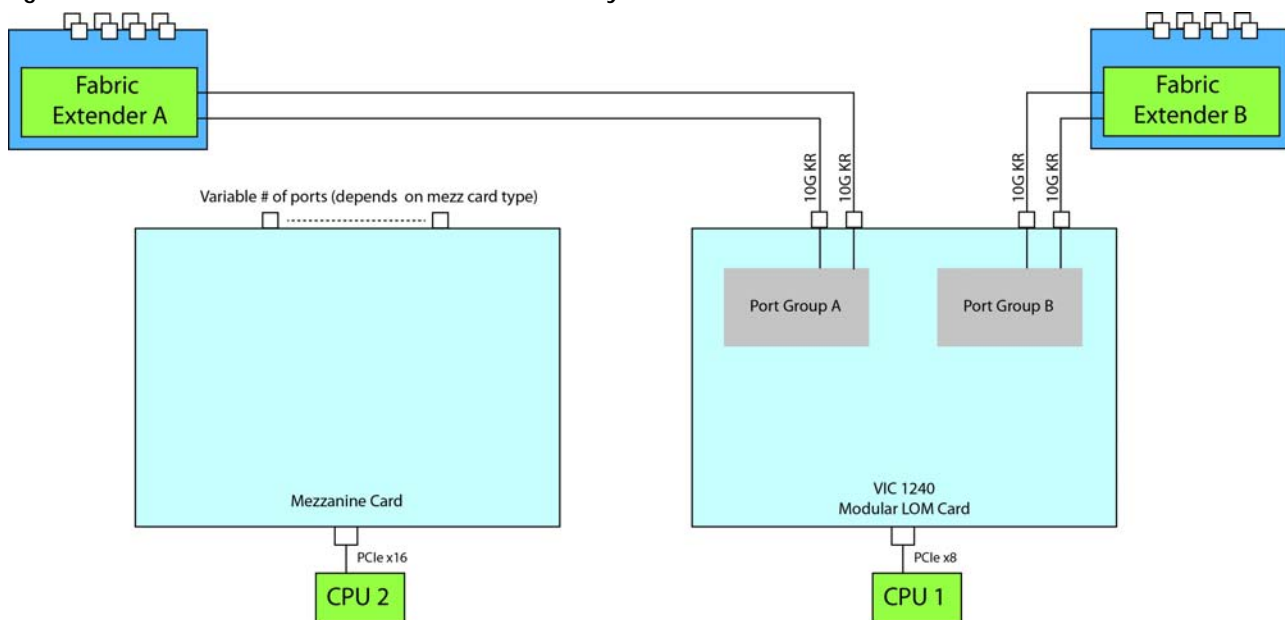 Fabric
Extender A
Fabric
Extender B
10G KR
10G KR
10G KR
10G KR
Variable # of ports (depends on mezz card type)
Port Group A
Port Group B
Mezzanine Card
VIC 1240
Modular LOM Card
PCIe x16
PCIe x8
CPU 2
CPU 1